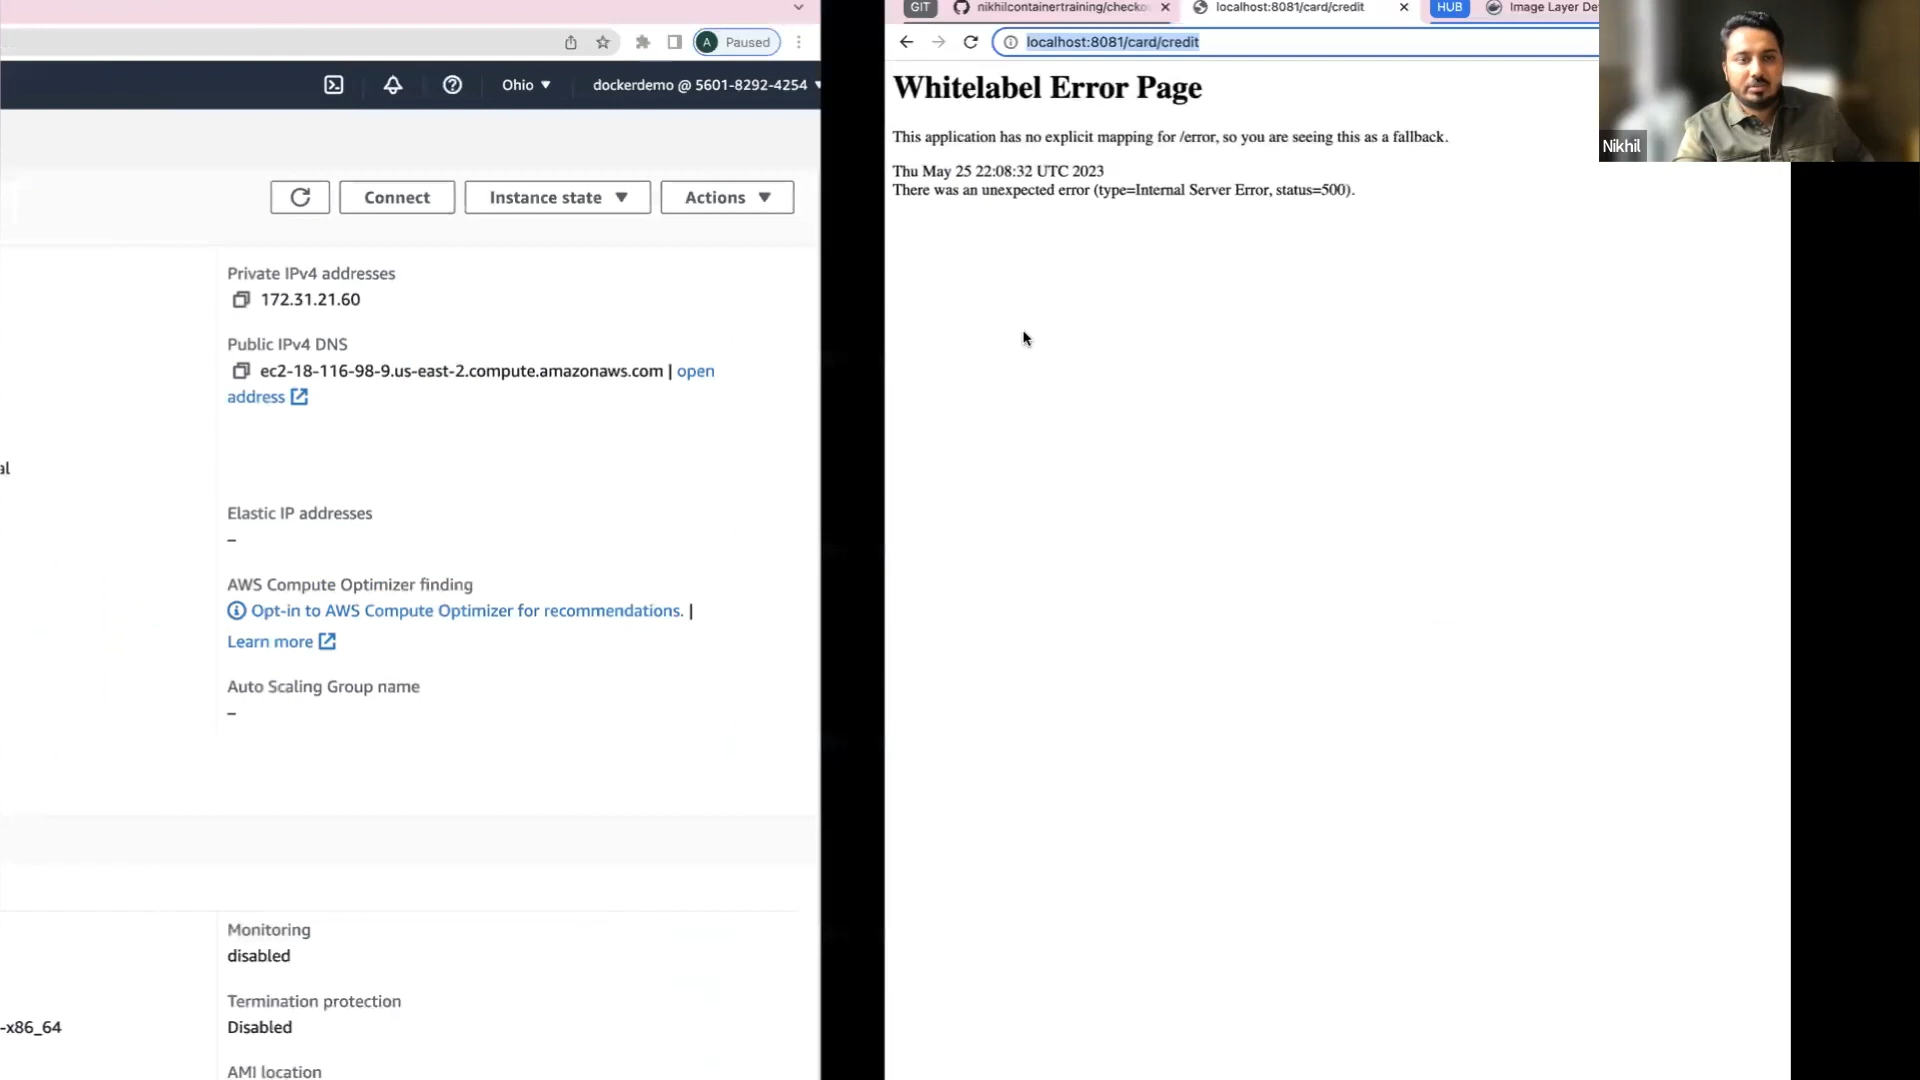 A Paused
Ohio ▼
dockerdemo @ 5601-8292-4254
Connect
Instance state ▼
Actions ▼
Private IPv4 addresses
172.31.21.60
Public IPv4 DNS
ec2-18-116-98-9.us-east-2.compute.amazonaws.com | open
address
al
Elastic IP addresses
–
AWS Compute Optimizer finding
Opt-in to AWS Compute Optimizer for recommendations. |
Learn more
Auto Scaling Group name
–
Monitoring
disabled
Termination protection
Disabled
-x86_64
AMI location
GIT nikhilcontainertraining/checko localhost:8081/card/credit HUB Image Layer De
localhost:8081/card/credit
Whitelabel Error Page
This application has no explicit mapping for /error, so you are seeing this as a fallback.
Thu May 25 22:08:32 UTC 2023
There was an unexpected error (type=Internal Server Error, status=500).
Nikhil